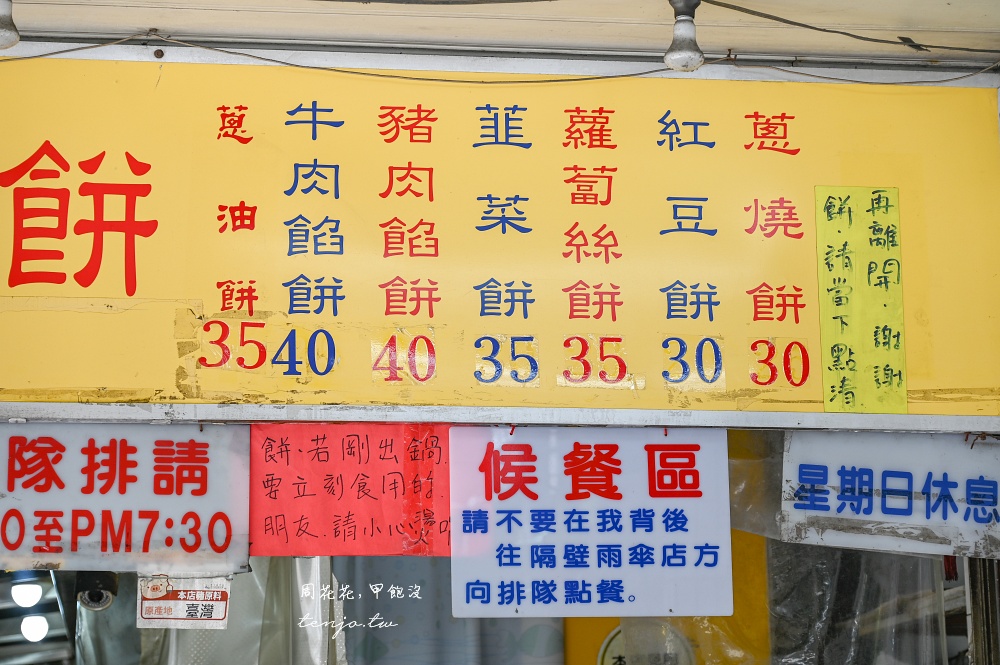 餅
蔥油餅 35
牛肉餡餅 40
豬肉餡餅 40
韮菜餅 35
蘿蔔絲餅 35
紅豆餅 30
蔥燒餅 30
餅.請當下點清
再離開.謝謝
隊排請
0至PM7:30
餅.若剛出鍋.
要立刻食用的.
朋友.請小心燙
候餐區
請不要在我背後
往隔壁雨傘店方
向排隊點餐。
星期日休息
本店豬原料
原產地 臺灣
周花花,甲飽沒
tenjo.tw